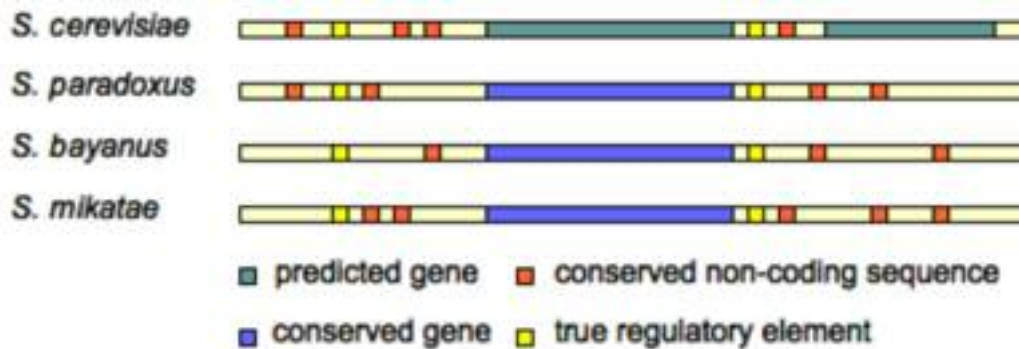 S. cerevisiae
S. paradoxus
S. bayanus
S. mikatae
predicted gene conserved non-coding sequence
conserved gene true regulatory element